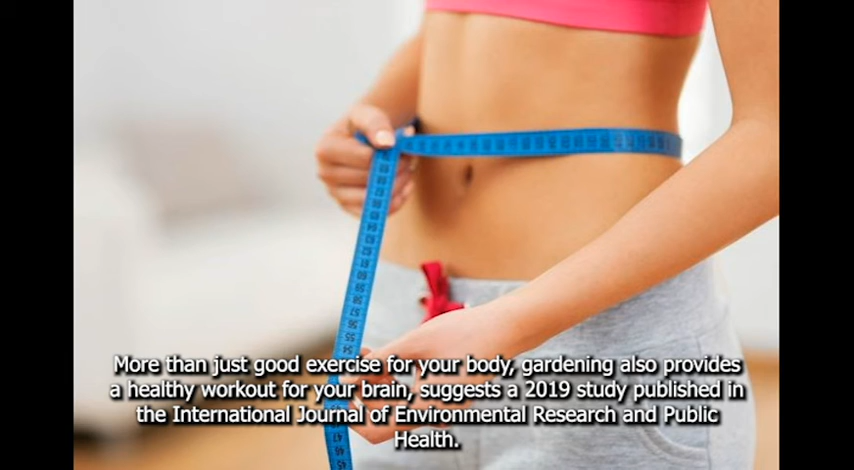 More than just good exercise for your body, gardening also provides
a healthy workout for your brain, suggests a 2019 study published in
the International Journal of Environmental Research and Public
Health.